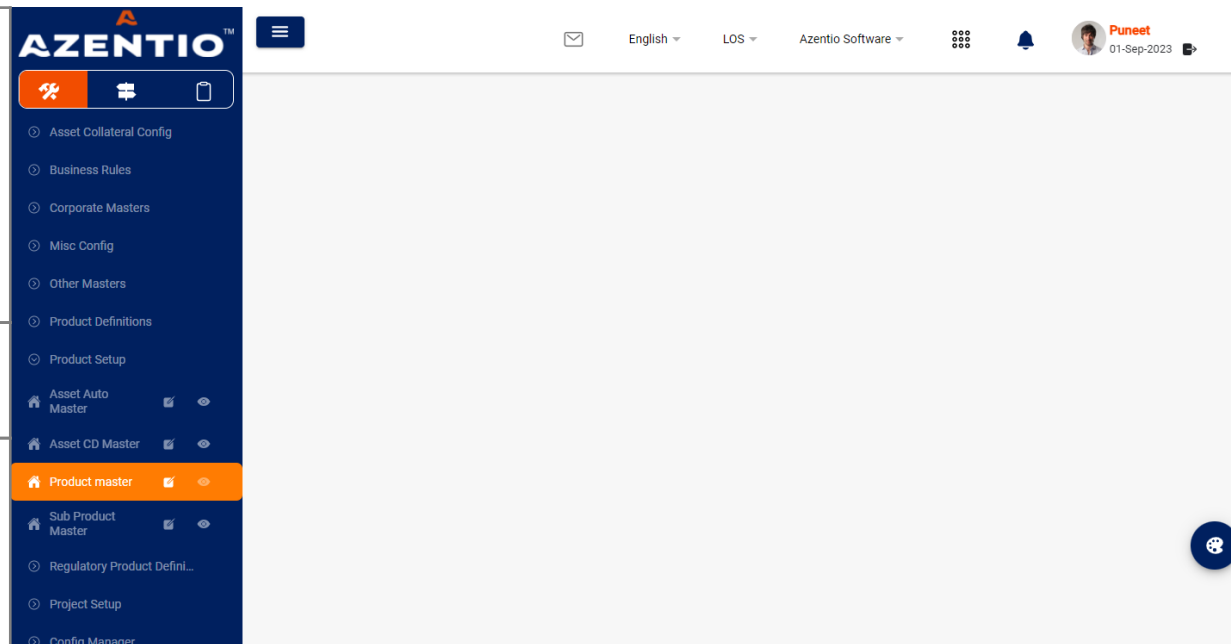 AZENTIO™
English
LOS
Azentio Software
Puneet
01-Sep-2023
Asset Collateral Config
Business Rules
Corporate Masters
Misc Config
Other Masters
Product Definitions
Product Setup
Asset Auto
Master
Asset CD Master
Product master
Sub Product
Master
Regulatory Product Defini...
Project Setup
Config Manager